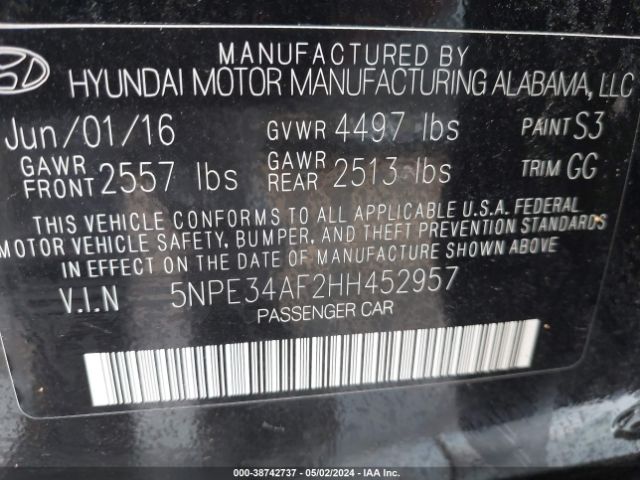 MANUFACTURED BY
HYUNDAI MOTOR MANUFACTURING ALABAMA, LLC
Jun/01/16 GVWR 4497 lbs PAINT S3
GAWR FRONT 2557 lbs GAWR REAR 2513 lbs TRIM GG
THIS VEHICLE CONFORMS TO ALL APPLICABLE U.S.A. FEDERAL
MOTOR VEHICLE SAFETY, BUMPER, AND THEFT PREVENTION STANDARDS
IN EFFECT ON THE DATE OF MANUFACTURE SHOWN ABOVE
V.I.N 5NPE34AF2HH452957
PASSENGER CAR
000-38742737 - 05/02/2024 - IAA Inc.